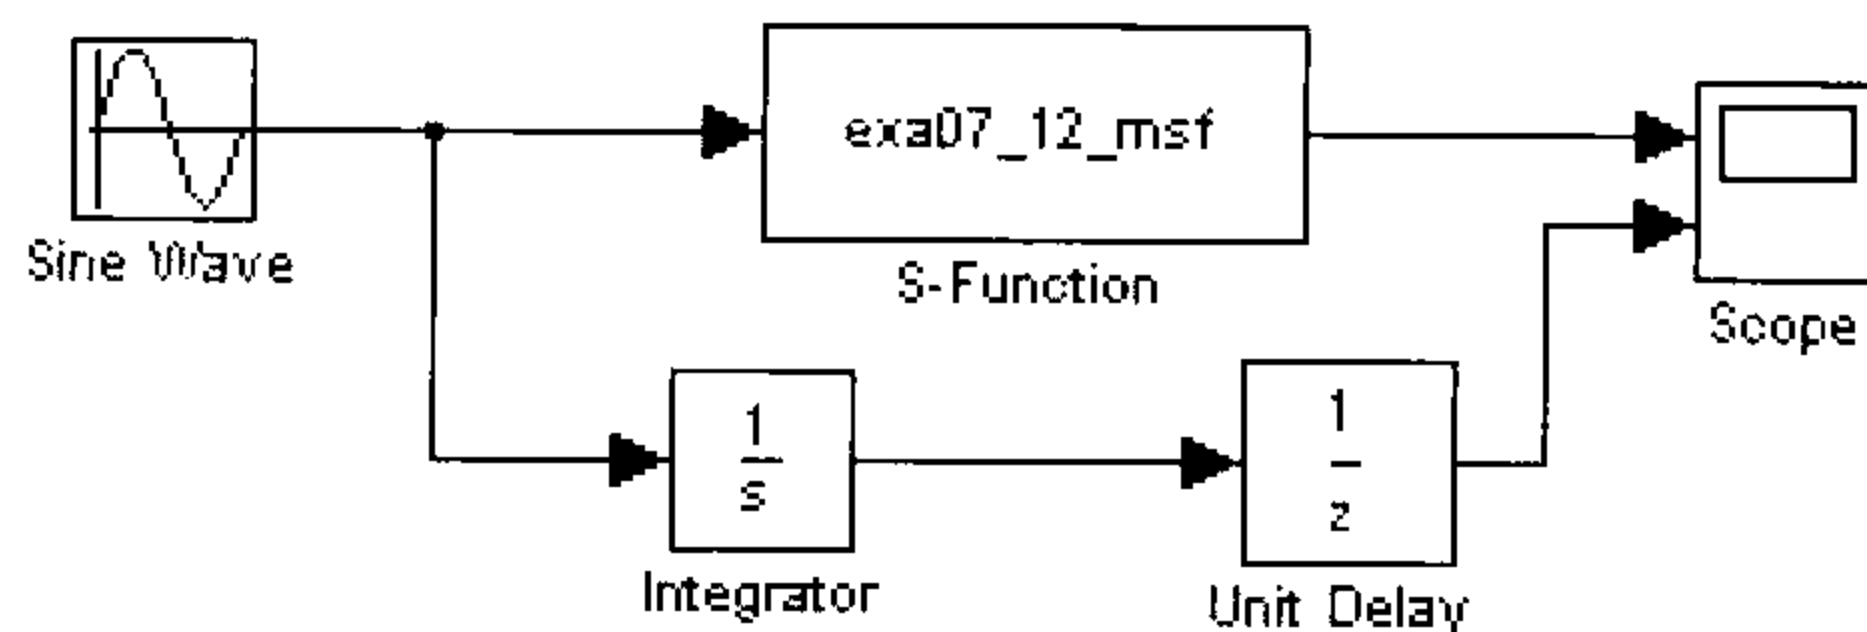 exa07_12_msf
Sine Wave
S-Function
Scope
1
s
1
z
Integrator
Unit Delay